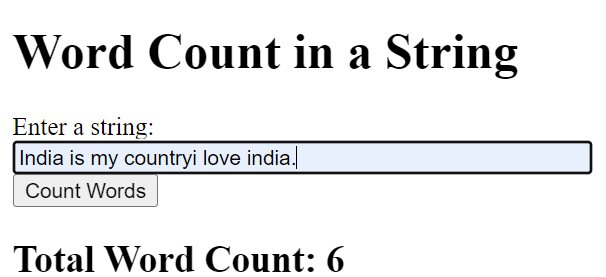 Word Count in a String
Enter a string:
India is my countryi love india.
Count Words
Total Word Count: 6